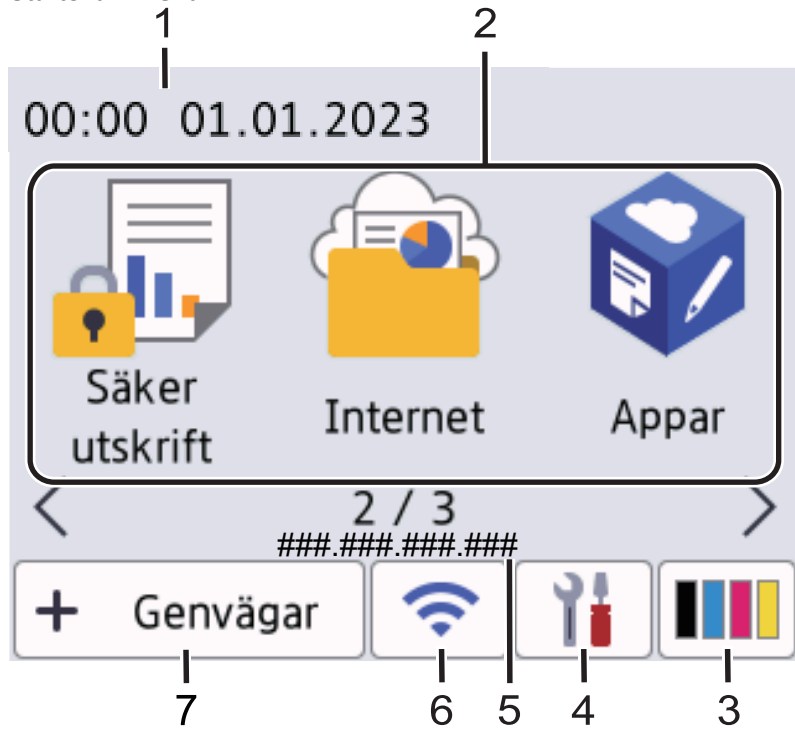 1 2
00:00 01.01.2023
Säker
utskrift
Internet
Appar
< 2 / 3 >
###.###.###.###
+ Genvägar
7 6 5 4 3